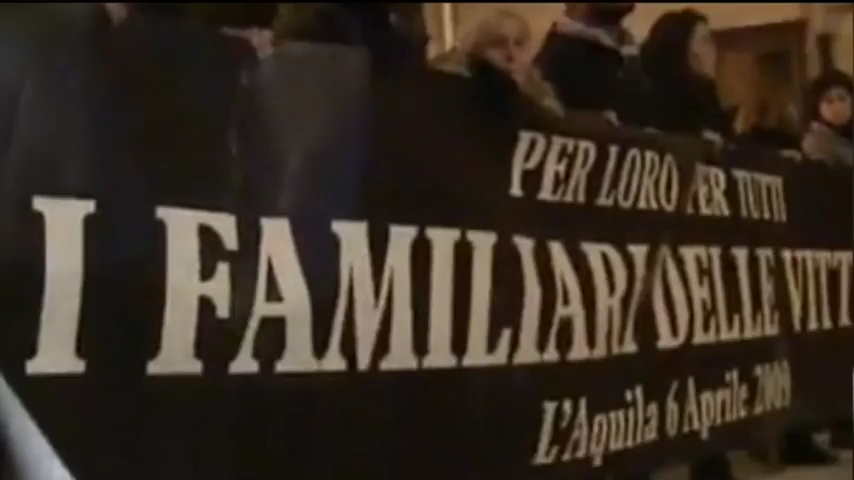 PER LORO PER TUTTI
I FAMILIARI DELLE VITT
L'Aquila 6 Aprile 2009